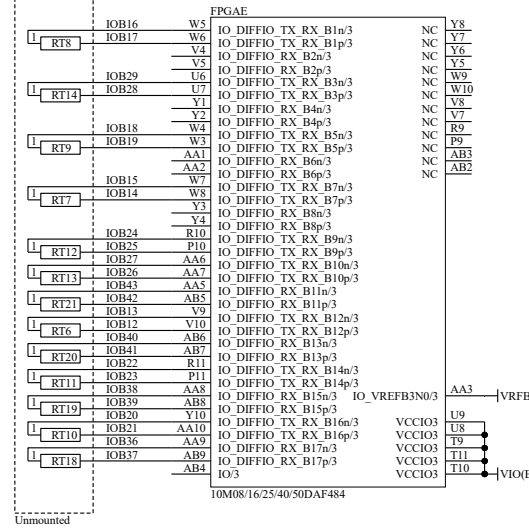 FPGAE
IOB16 W5 IO_DIFFIO_TX_RX_B1n/3 NC Y8
1 RT8 IOB17 W6 IO_DIFFIO_TX_RX_B1p/3 NC Y7
V4 IO_DIFFIO_RX_B2n/3 NC Y6
V5 IO_DIFFIO_RX_B2p/3 NC Y5
IOB29 U6 IO_DIFFIO_TX_RX_B3n/3 NC W9
1 RT14 IOB28 U7 IO_DIFFIO_TX_RX_B3p/3 NC W10
Y1 IO_DIFFIO_RX_B4n/3 NC V8
Y2 IO_DIFFIO_RX_B4p/3 NC V7
IOB18 W4 IO_DIFFIO_TX_RX_B5n/3 NC R9
1 RT9 IOB19 W3 IO_DIFFIO_TX_RX_B5p/3 NC P9
AA1 IO_DIFFIO_RX_B6n/3 NC AB3
AA2 IO_DIFFIO_RX_B6p/3 NC AB2
IOB15 W7 IO_DIFFIO_TX_RX_B7n/3
1 RT7 IOB14 W8 IO_DIFFIO_TX_RX_B7p/3
Y3 IO_DIFFIO_RX_B8n/3
Y4 IO_DIFFIO_RX_B8p/3
IOB24 R10 IO_DIFFIO_TX_RX_B9n/3
1 RT12 IOB25 P10 IO_DIFFIO_TX_RX_B9p/3
IOB27 AA6 IO_DIFFIO_TX_RX_B10n/3
1 RT13 IOB26 AA7 IO_DIFFIO_TX_RX_B10p/3
IOB43 AA5 IO_DIFFIO_RX_B11n/3
1 RT21 IOB42 AB5 IO_DIFFIO_RX_B11p/3
IOB13 V9 IO_DIFFIO_TX_RX_B12n/3
1 RT6 IOB12 V10 IO_DIFFIO_TX_RX_B12p/3
IOB40 AB6 IO_DIFFIO_RX_B13n/3
1 RT20 IOB41 AB7 IO_DIFFIO_RX_B13p/3
IOB22 R11 IO_DIFFIO_TX_RX_B14n/3
1 RT11 IOB23 P11 IO_DIFFIO_TX_RX_B14p/3
IOB38 AA8 IO_DIFFIO_RX_B15n/3 IO_VREFB3N0/3 AA3 VRFB
1 RT19 IOB39 AB8 IO_DIFFIO_RX_B15p/3
IOB20 Y10 IO_DIFFIO_TX_RX_B16n/3 VCCIO3 U9
1 RT10 IOB21 AA10 IO_DIFFIO_TX_RX_B16p/3 VCCIO3 U8
IOB36 AA9 IO_DIFFIO_RX_B17n/3 VCCIO3 T9
1 RT18 IOB37 AB9 IO_DIFFIO_RX_B17p/3 VCCIO3 T11
AB4 IO/3 VCCIO3 T10 VIO(
10M08/16/25/40/50DAF484
Unmounted